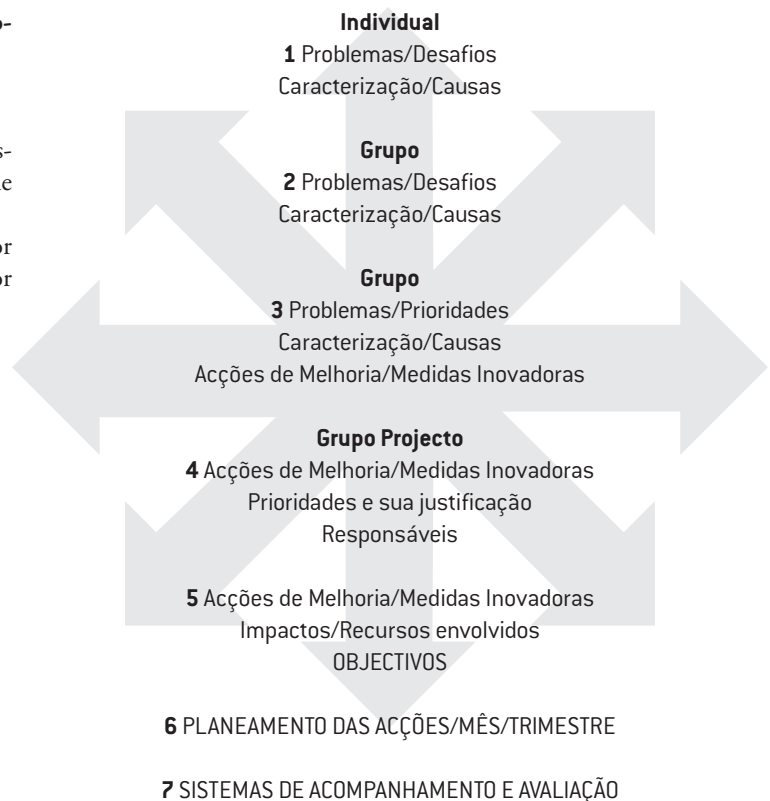 Individual
1 Problemas/Desafios
Caracterização/Causas
Grupo
2 Problemas/Desafios
Caracterização/Causas
Grupo
3 Problemas/Prioridades
Caracterização/Causas
Acções de Melhoria/Medidas Inovadoras
Grupo Projecto
4 Acções de Melhoria/Medidas Inovadoras
Prioridades e sua justificação
Responsáveis
5 Acções de Melhoria/Medidas Inovadoras
Impactos/Recursos envolvidos
OBJECTIVOS
6 PLANEAMENTO DAS ACÇÕES/MÊS/TRIMESTRE
7 SISTEMAS DE ACOMPANHAMENTO E AVALIAÇÃO